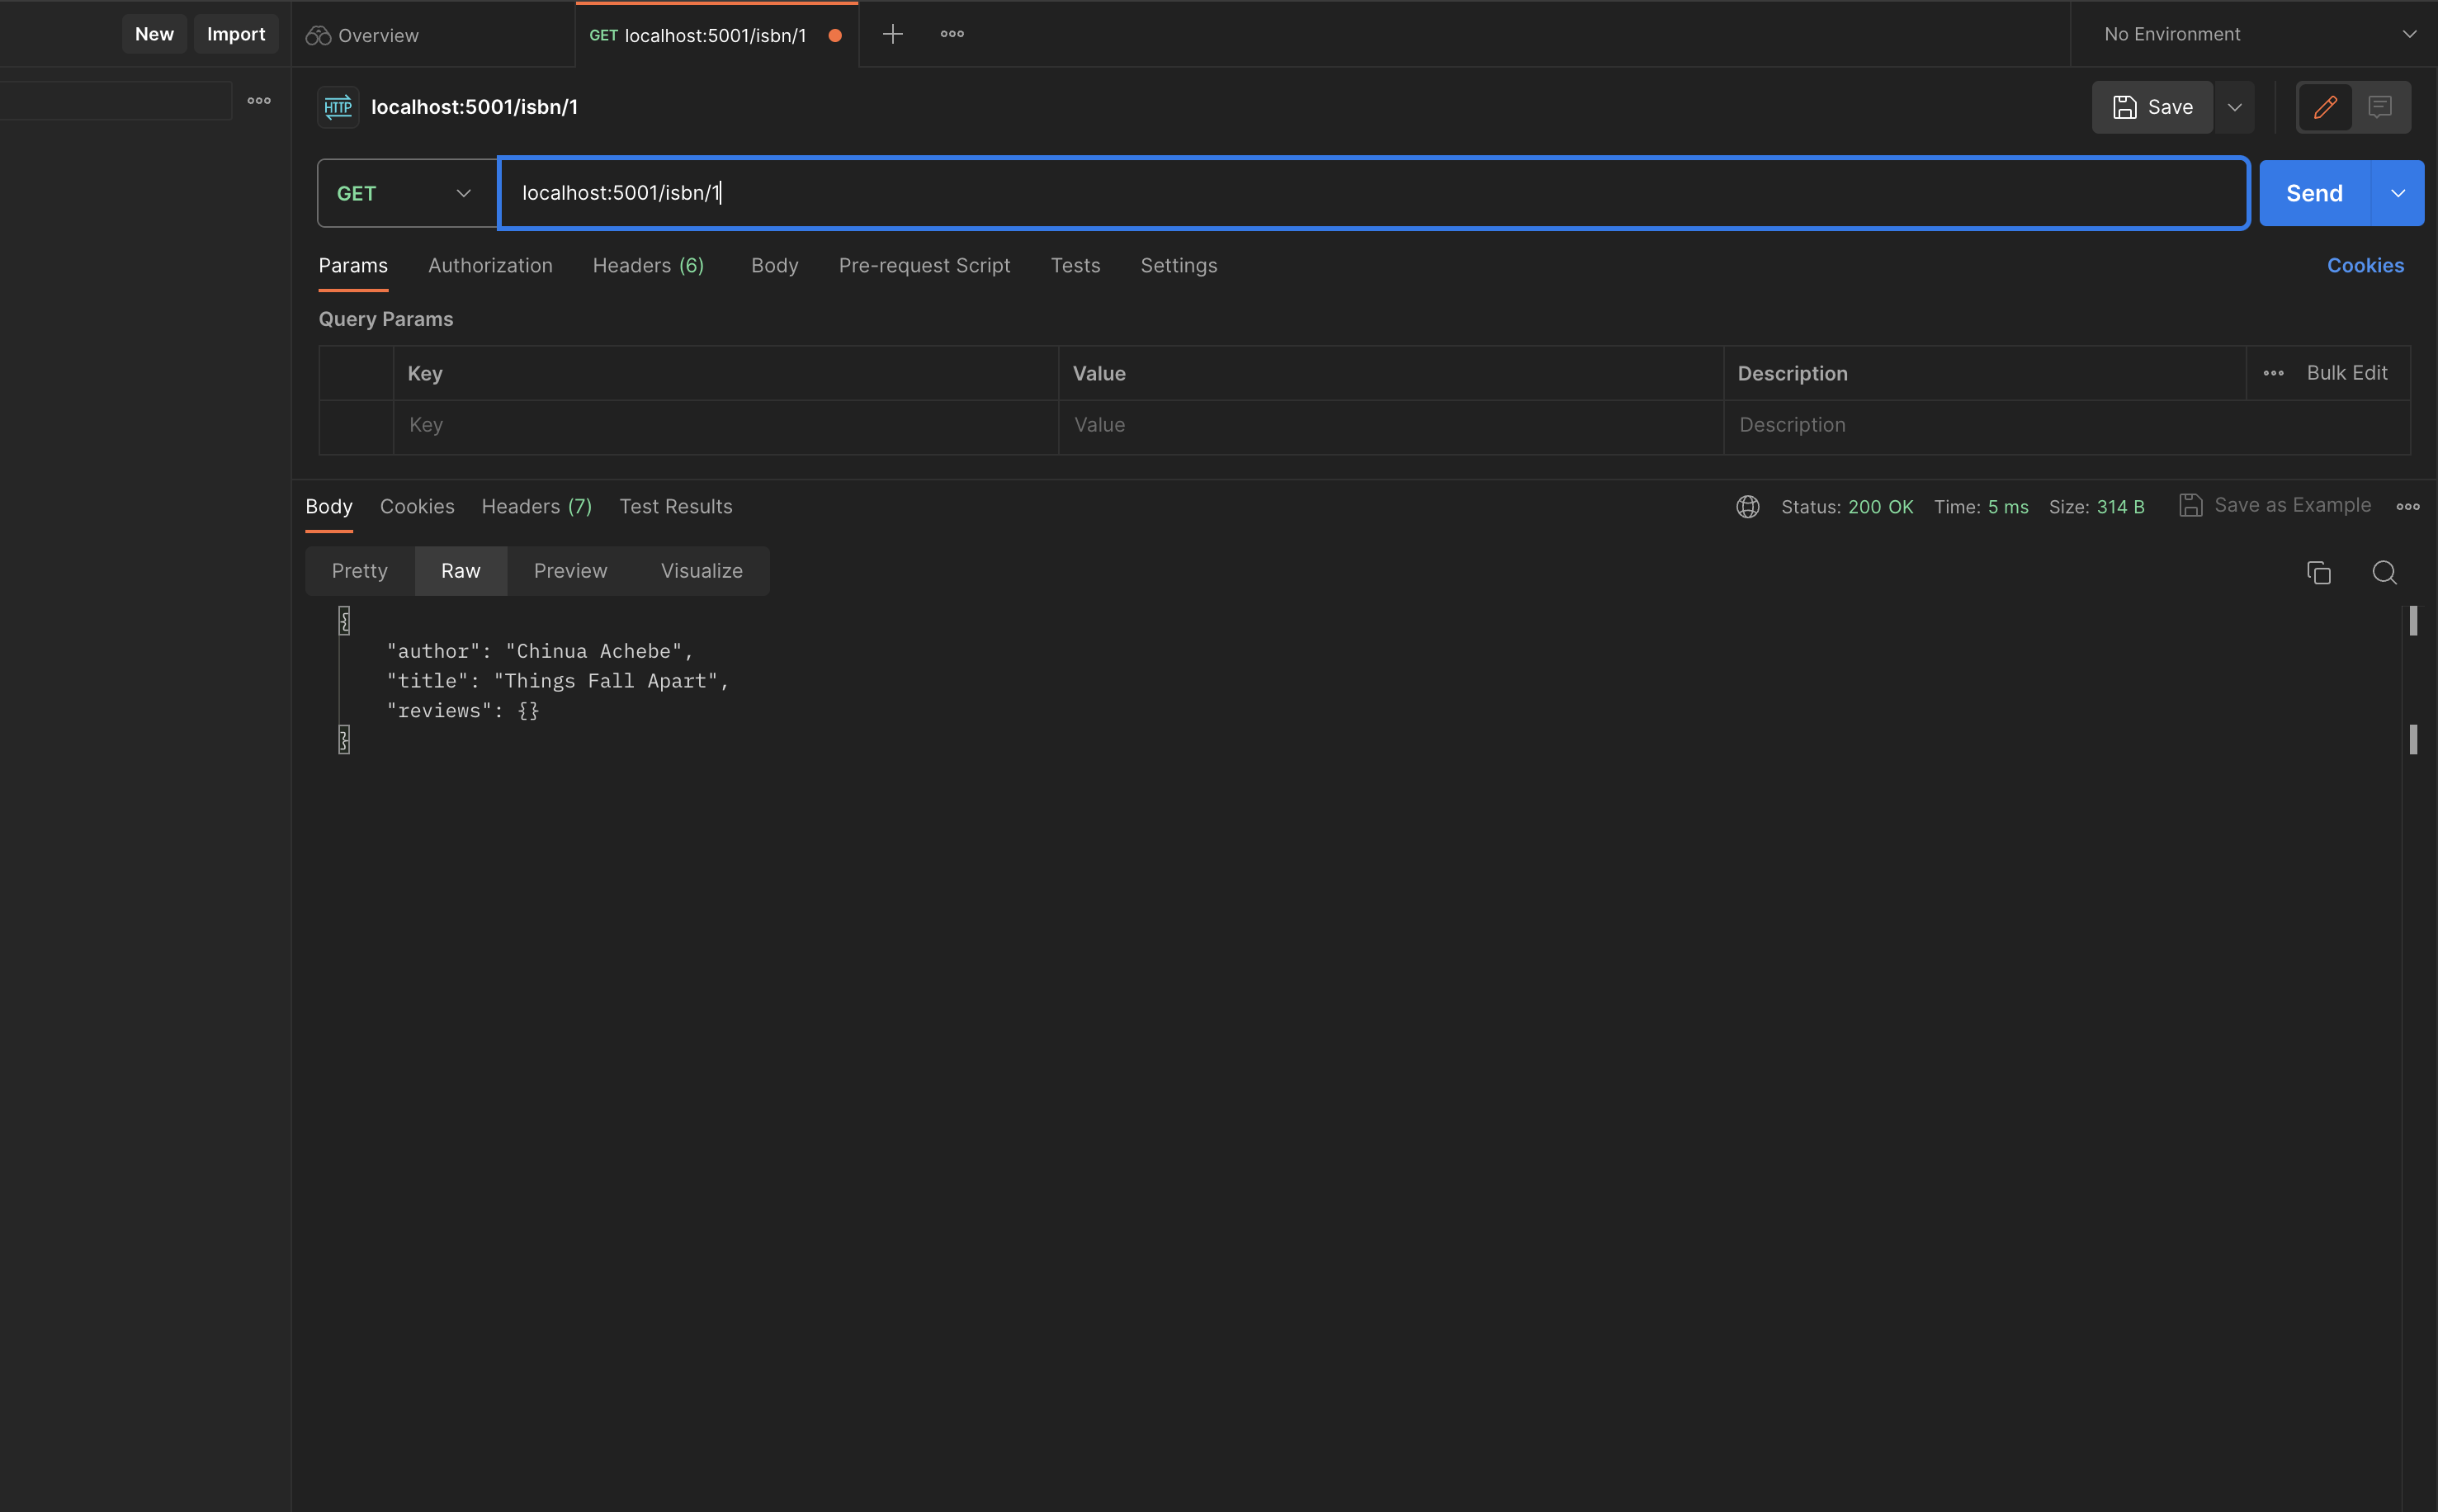 New Import Overview GET localhost:5001/isbn/1 No Environment
HTTP localhost:5001/isbn/1 Save
GET localhost:5001/isbn/1 Send
Params Authorization Headers (6) Body Pre-request Script Tests Settings Cookies
Query Params
Key Value Description Bulk Edit
Key Value Description
Body Cookies Headers (7) Test Results Status: 200 OK Time: 5 ms Size: 314 B Save as Example
Pretty Raw Preview Visualize
{
"author": "Chinua Achebe",
"title": "Things Fall Apart",
"reviews": {}
}